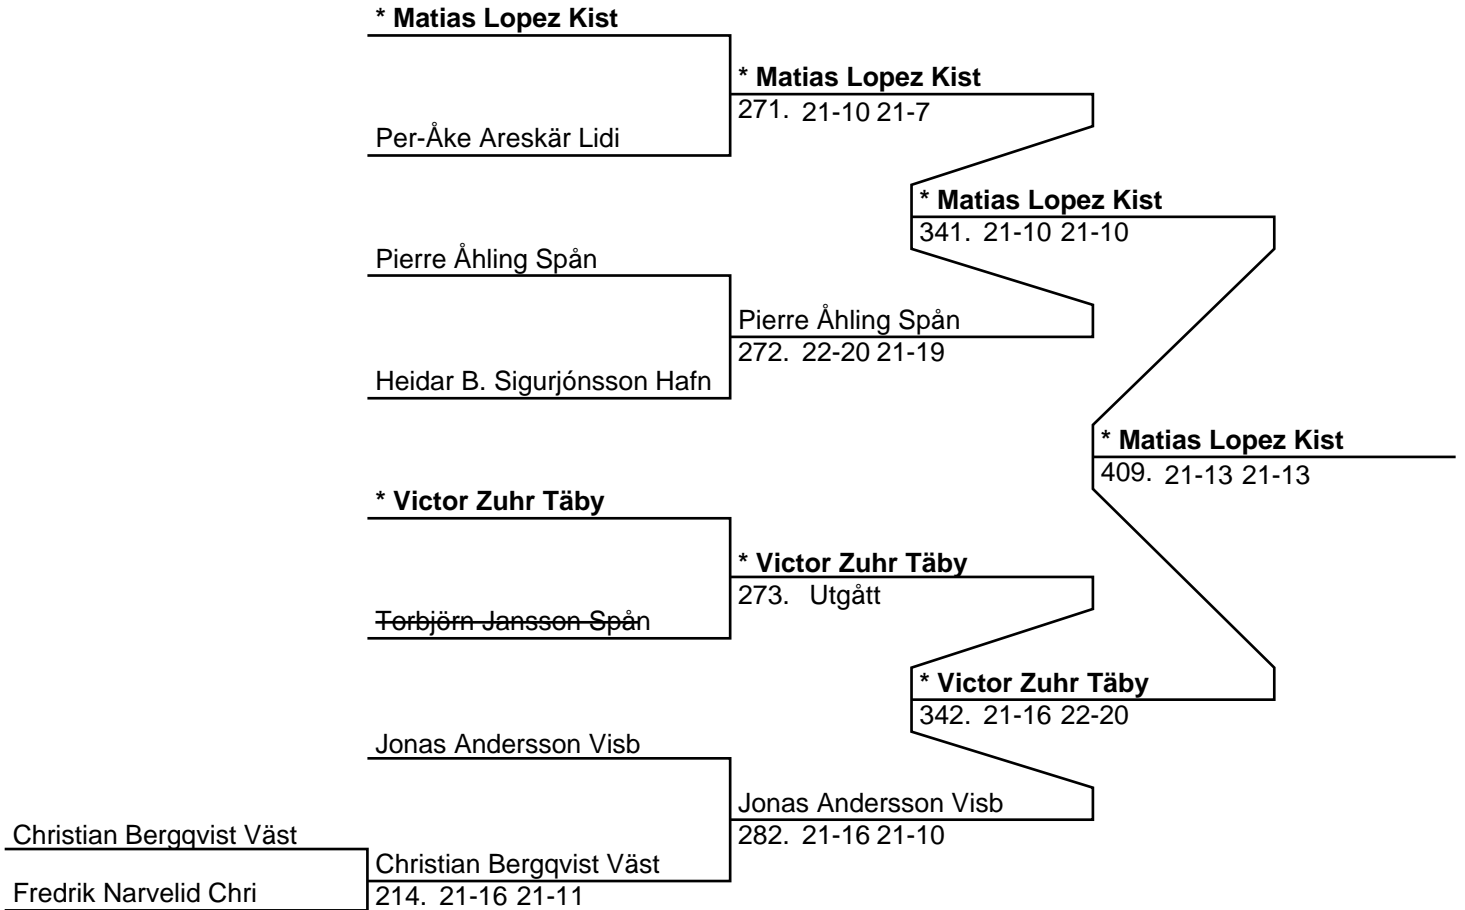 * Matias Lopez Kist
* Matias Lopez Kist
271. 21-10 21-7
Per-Åke Areskär Lidi
* Matias Lopez Kist
341. 21-10 21-10
Pierre Åhling Spån
Pierre Åhling Spån
272. 22-20 21-19
Heidar B. Sigurjónsson Hafn
* Matias Lopez Kist
409. 21-13 21-13
* Victor Zuhr Täby
* Victor Zuhr Täby
273. Utgått
Torbjörn Jansson Spån
* Victor Zuhr Täby
342. 21-16 22-20
Jonas Andersson Visb
Jonas Andersson Visb
282. 21-16 21-10
Christian Bergqvist Väst
Christian Bergqvist Väst
214. 21-16 21-11
Fredrik Narvelid Chri